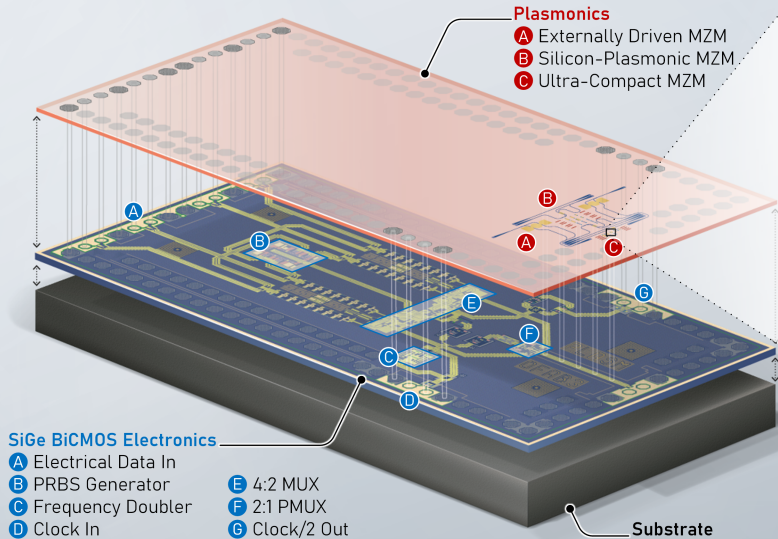 Plasmonics
A Externally Driven MZM
B Silicon-Plasmonic MZM
C Ultra-Compact MZM
A
B
B
A
C
G
E
F
C
D
SiGe BiCMOS Electronics
A Electrical Data In
B PRBS Generator
C Frequency Doubler
D Clock In
E 4:2 MUX
F 2:1 PMUX
G Clock/2 Out
Substrate